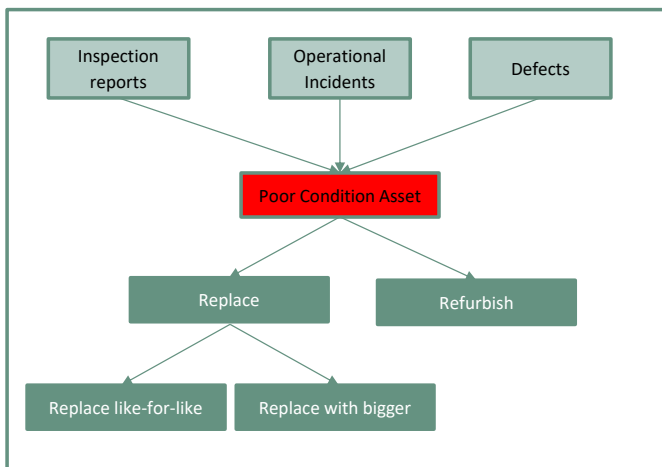 Inspection
reports
Operational
Incidents
Defects
Poor Condition Asset
Replace
Refurbish
Replace like-for-like
Replace with bigger